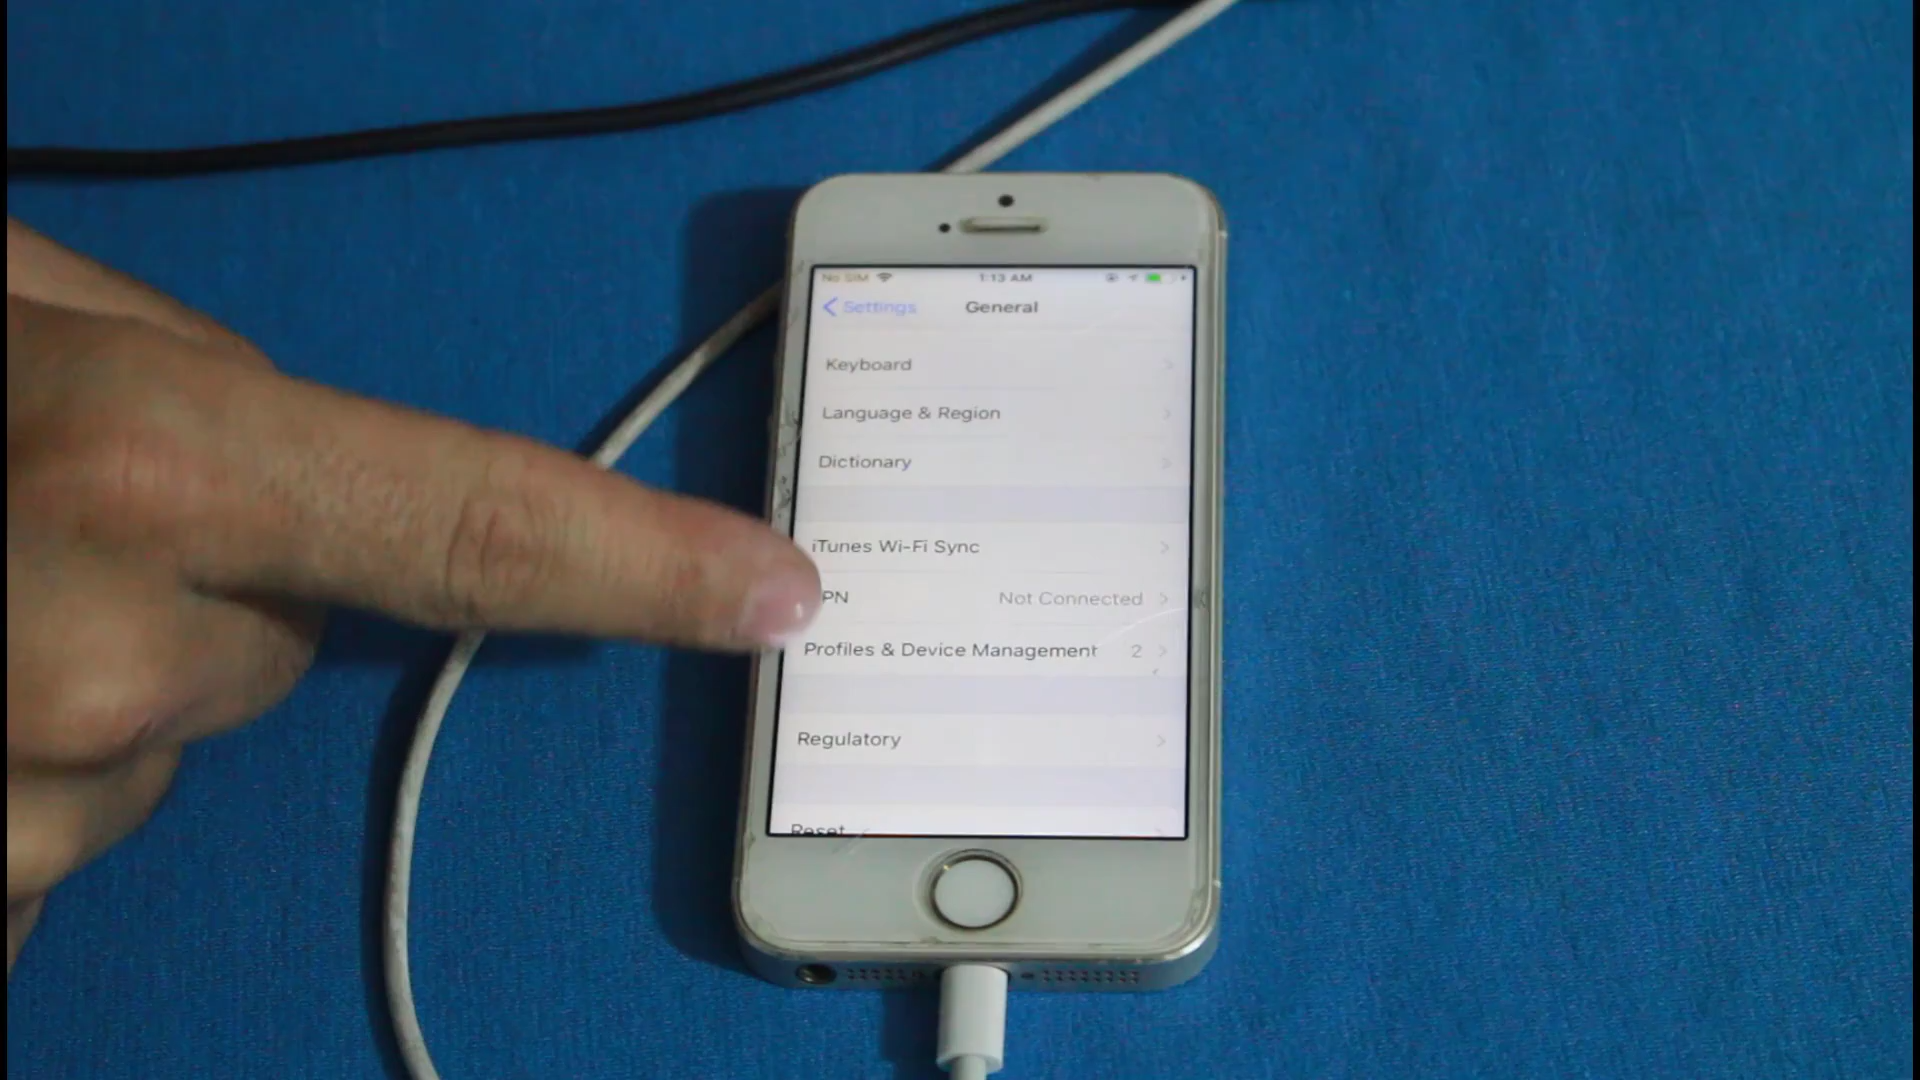 No SIM 1:13 AM
Settings General
Keyboard
Language & Region
Dictionary
iTunes Wi-Fi Sync
PN Not Connected
Profiles & Device Management 2
Regulatory
Reset